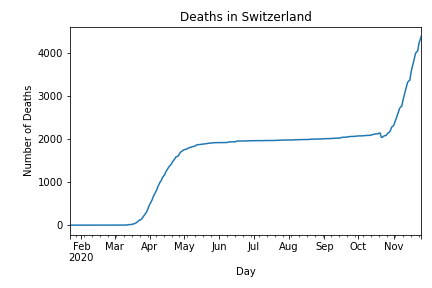 Deaths in Switzerland
Number of Deaths
4000
3000
2000
1000
0
Feb Mar Apr May Jun Jul Aug Sep Oct Nov
2020
Day